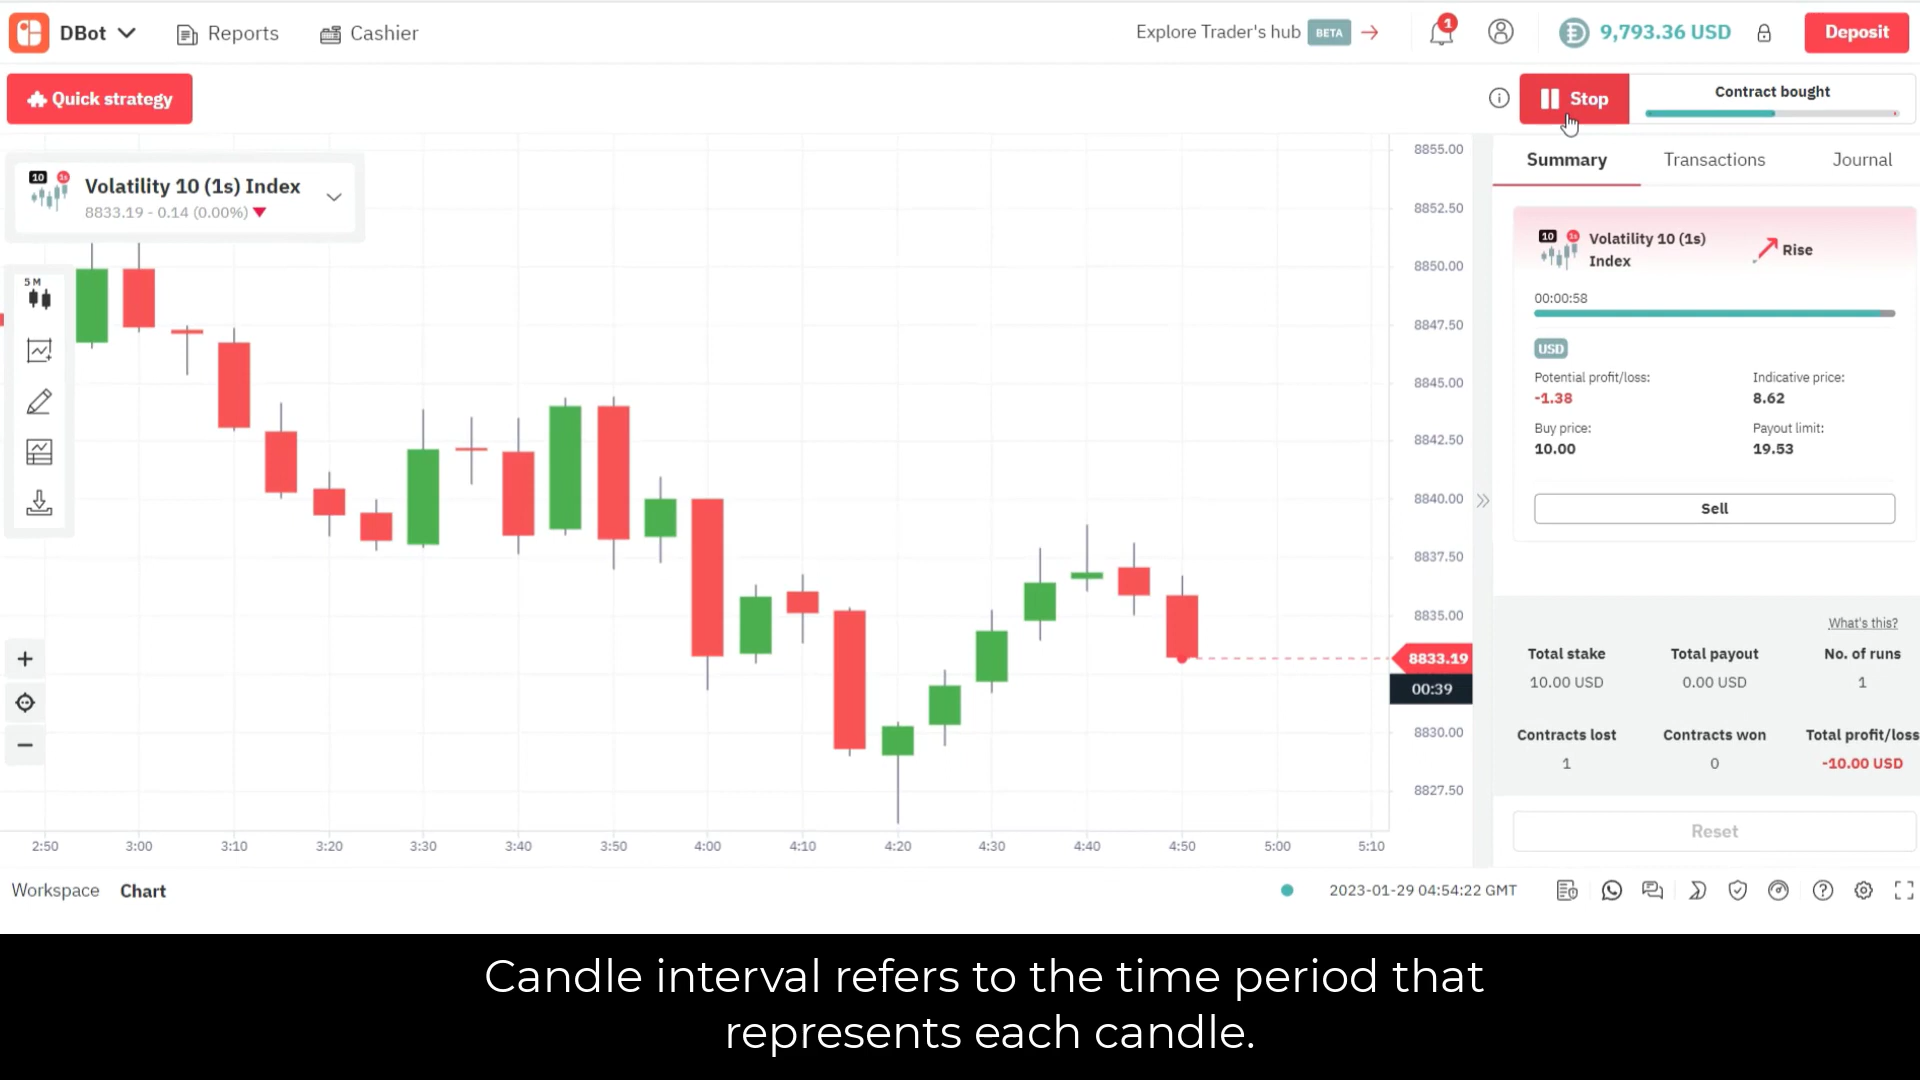 DBot
Reports
Cashier
Explore Trader's hub
BETA
1
9,793.36 USD
Deposit
Quick strategy
Stop
Contract bought
10 1s
Volatility 10 (1s) Index
8833.19 - 0.14 (0.00%)
5 M
8855.00
8852.50
8850.00
8847.50
8845.00
8842.50
8840.00
8837.50
8835.00
8833.19
00:39
8830.00
8827.50
2:50 3:00 3:10 3:20 3:30 3:40 3:50 4:00 4:10 4:20 4:30 4:40 4:50 5:00 5:10
Summary
Transactions
Journal
10 1s
Volatility 10 (1s)
Index
Rise
00:00:58
USD
Potential profit/loss:
-1.38
Indicative price:
8.62
Buy price:
10.00
Payout limit:
19.53
Sell
What's this?
Total stake
10.00 USD
Total payout
0.00 USD
No. of runs
1
Contracts lost
1
Contracts won
0
Total profit/loss
-10.00 USD
Reset
Workspace
Chart
2023-01-29 04:54:22 GMT
Candle interval refers to the time period that
represents each candle.